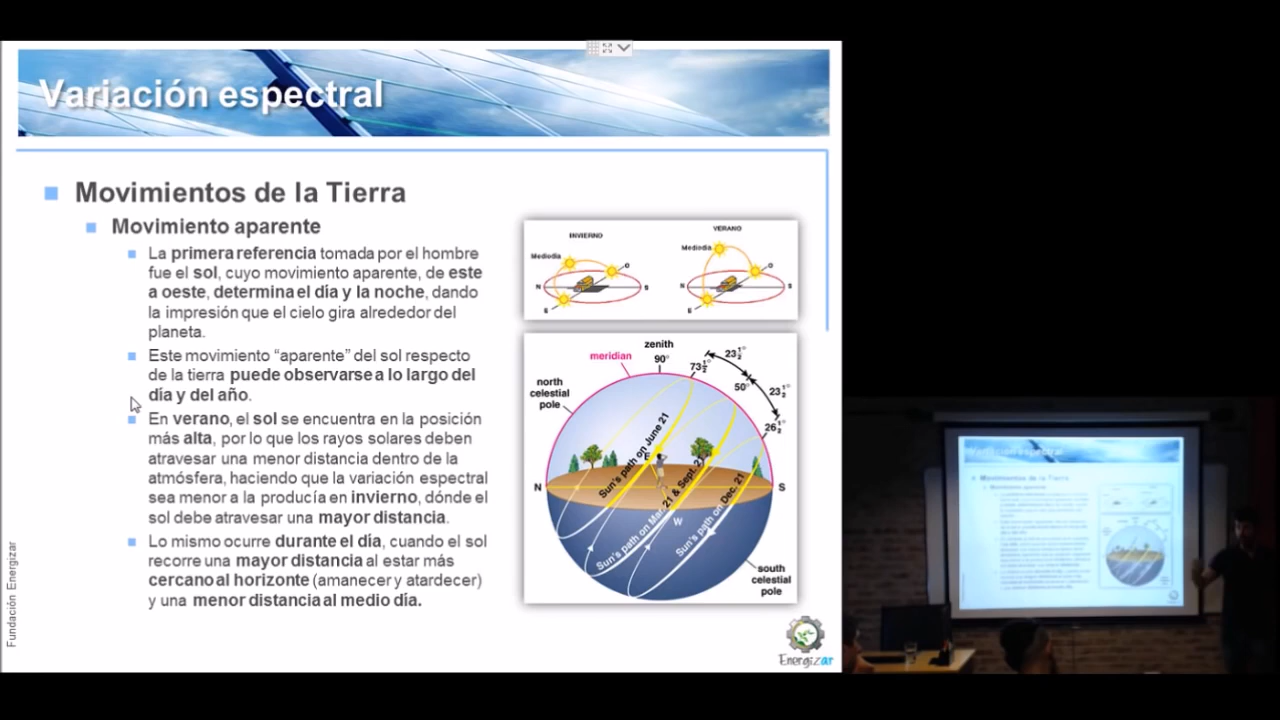 Variación espectral
Movimientos de la Tierra
Movimiento aparente
La primera referencia tomada por el hombre
fue el sol, cuyo movimiento aparente, de este
a oeste, determina el día y la noche, dando
la impresión que el cielo gira alrededor del
planeta.
Este movimiento “aparente” del sol respecto
de la tierra puede observarse a lo largo del
día y del año.
En verano, el sol se encuentra en la posición
más alta, por lo que los rayos solares deben
atravesar una menor distancia dentro de la
atmósfera, haciendo que la variación espectral
sea menor a la producía en invierno, dónde el
sol debe atravesar una mayor distancia.
Lo mismo ocurre durante el día, cuando el sol
recorre una mayor distancia al estar más
cercano al horizonte (amanecer y atardecer)
y una menor distancia al medio día.
INVIERNO
Mediodía
O
N
S
E
VERANO
Mediodía
O
N
S
E
zenith
90°
meridian
73½°
23½°
50°
23½°
26½°
north
celestial
pole
N
S
E
W
Sun's path on June 21
Sun's path on Mar. 21 & Sept. 21
Sun's path on Dec. 21
south
celestial
pole
Fundación Energizar
Energizar
Variación espectral
Movimientos de la Tierra
Movimiento aparente